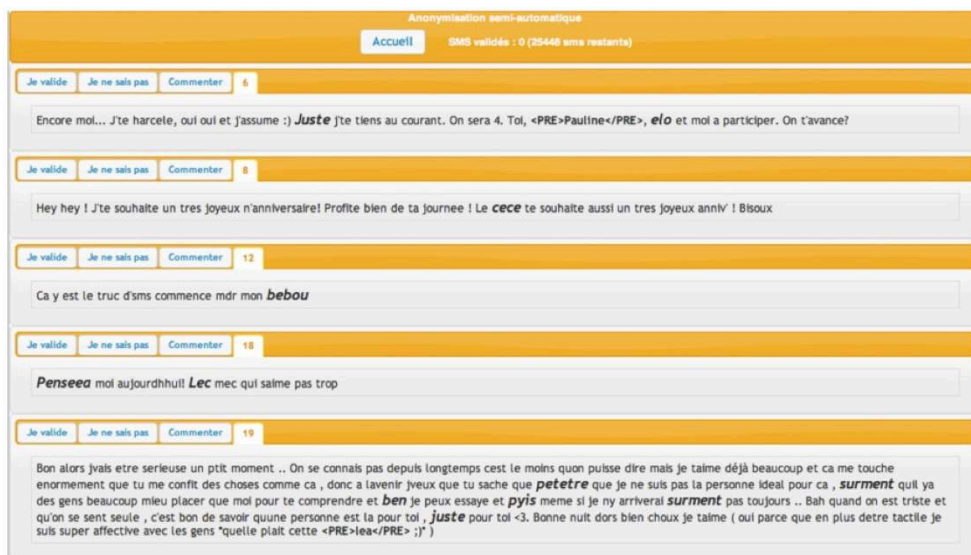 Anonymisation semi-automatique
Accueil SMS validés : 0 (25448 sms restants)
Je valide Je ne sais pas Commenter 6
Encore moi... J'te harcele, oui oui et j'assume :) Juste j'te tiens au courant. On sera 4. Toi, <PRE>Pauline</PRE>, elo et moi a participer. On t'avance?
Je valide Je ne sais pas Commenter 8
Hey hey ! J'te souhaite un tres joyeux n'anniversaire! Profite bien de ta journee ! Le cece te souhaite aussi un tres joyeux anniv' ! Bisoux
Je valide Je ne sais pas Commenter 12
Ca y est le truc d'sms commence mdr mon bebou
Je valide Je ne sais pas Commenter 18
Penseea moi aujourdhhui! Lec mec qui saime pas trop
Je valide Je ne sais pas Commenter 19
Bon alors jvais etre serieuse un ptit moment .. On se connais pas depuis longtemps cest le moins quon puisse dire mais je taime déjà beaucoup et ca me touche
enormement que tu me confit des choses comme ca , donc a lavenir jveux que tu sache que petetre que je ne suis pas la personne ideal pour ca , surment quil ya
des gens beaucoup mieu placer que moi pour te comprendre et ben je peux essaye et pyis meme si je ny arriverai surment pas toujours .. Bah quand on est triste et
qu'on se sent seule , c'est bon de savoir quune personne est la pour toi , juste pour toi <3. Bonne nuit dors bien choux je taime ( oui parce que en plus detre tactile je
suis super affective avec les gens "quelle plait cette <PRE>lea</PRE> ;)" )